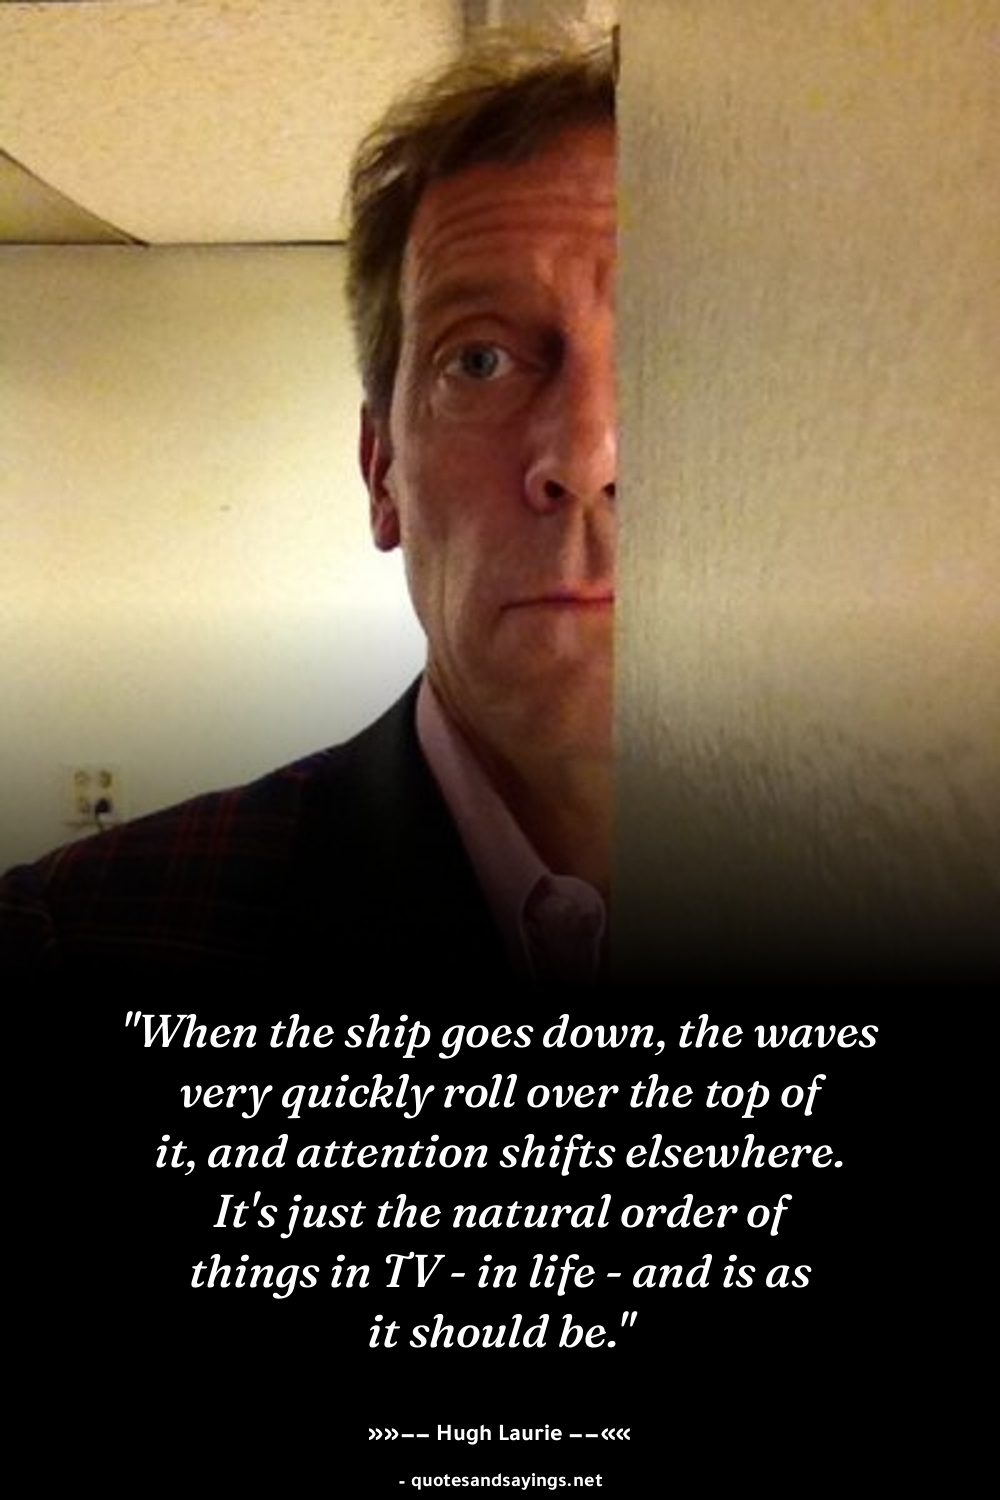 "When the ship goes down, the waves
very quickly roll over the top of
it, and attention shifts elsewhere.
It's just the natural order of
things in TV - in life - and is as
it should be."
»»–– Hugh Laurie ––««
- quotesandsayings.net